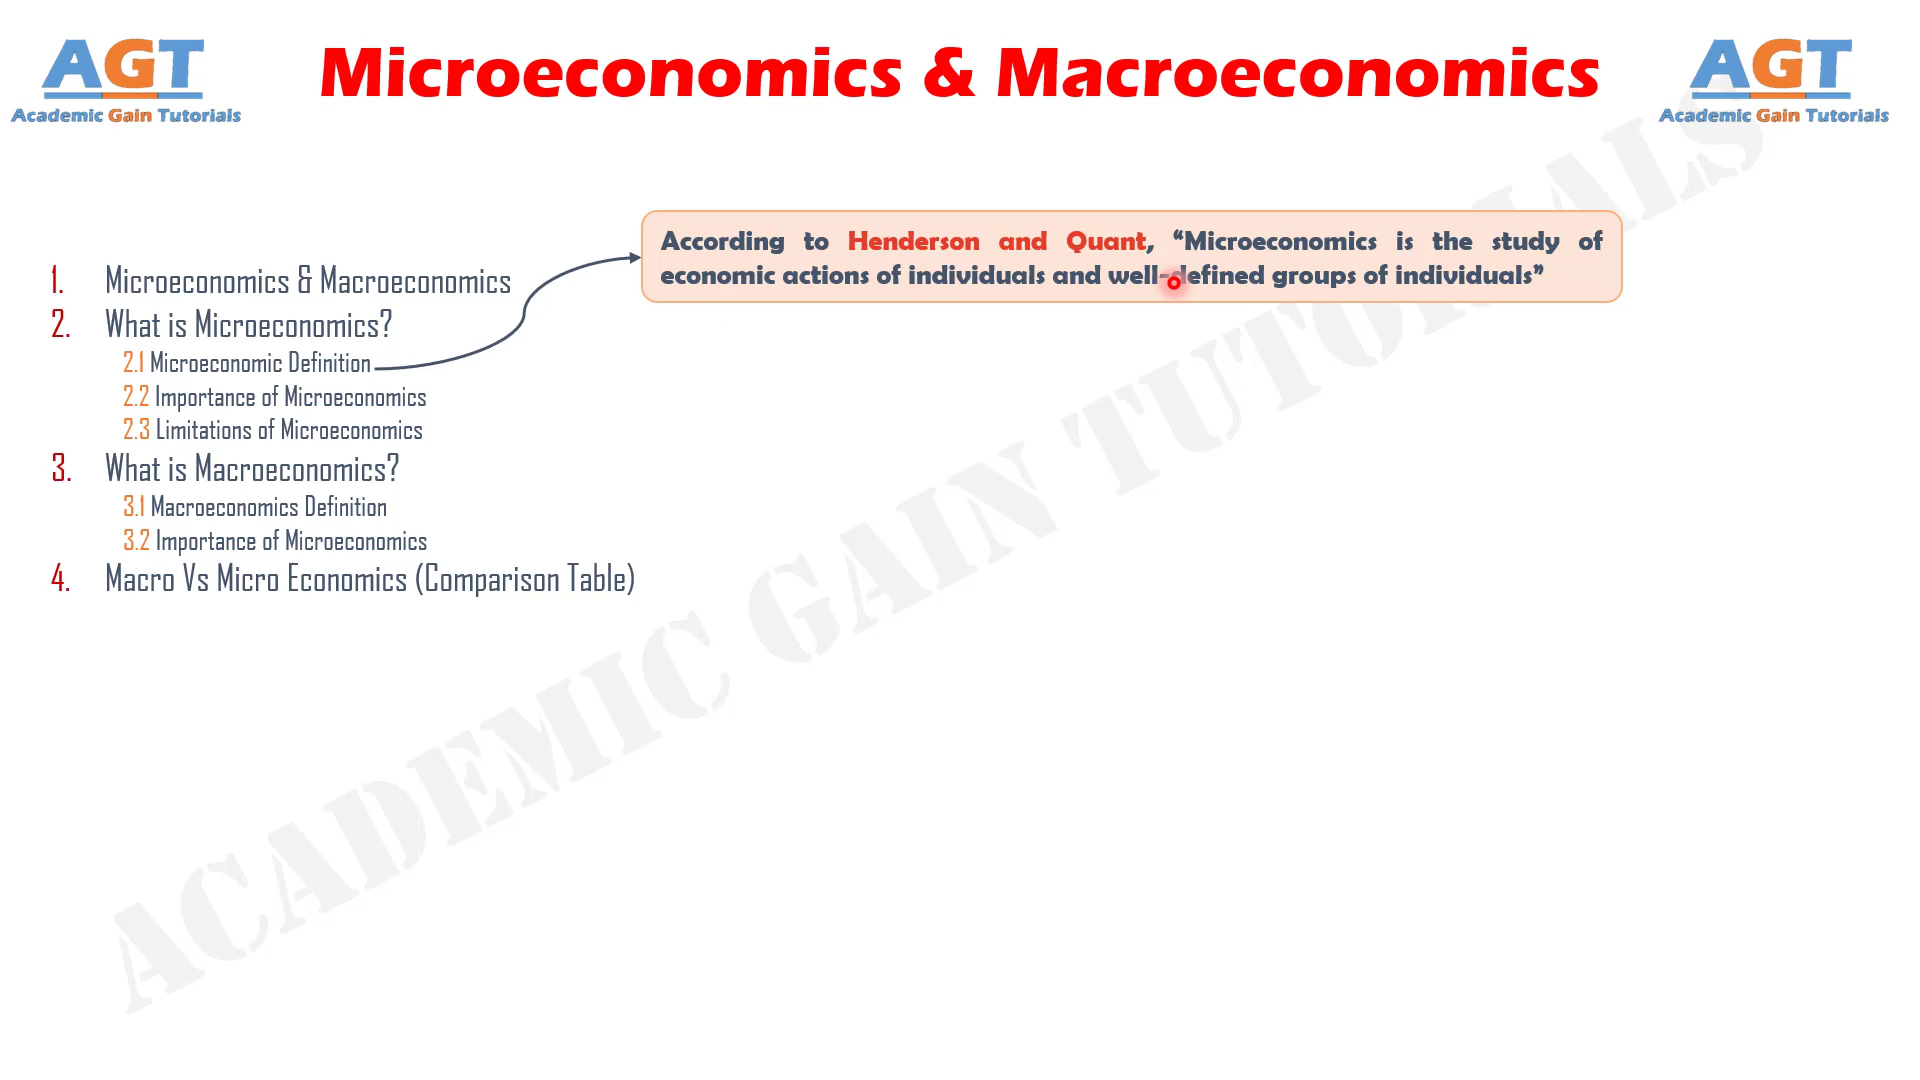 AGT
Academic Gain Tutorials
Microeconomics & Macroeconomics
AGT
Academic Gain Tutorials
According to Henderson and Quant, “Microeconomics is the study of
economic actions of individuals and well-defined groups of individuals”
1. Microeconomics & Macroeconomics
2. What is Microeconomics?
2.1 Microeconomic Definition
2.2 Importance of Microeconomics
2.3 Limitations of Microeconomics
3. What is Macroeconomics?
3.1 Macroeconomics Definition
3.2 Importance of Microeconomics
4. Macro Vs Micro Economics (Comparison Table)
ACADEMIC GAIN TUTORIALS